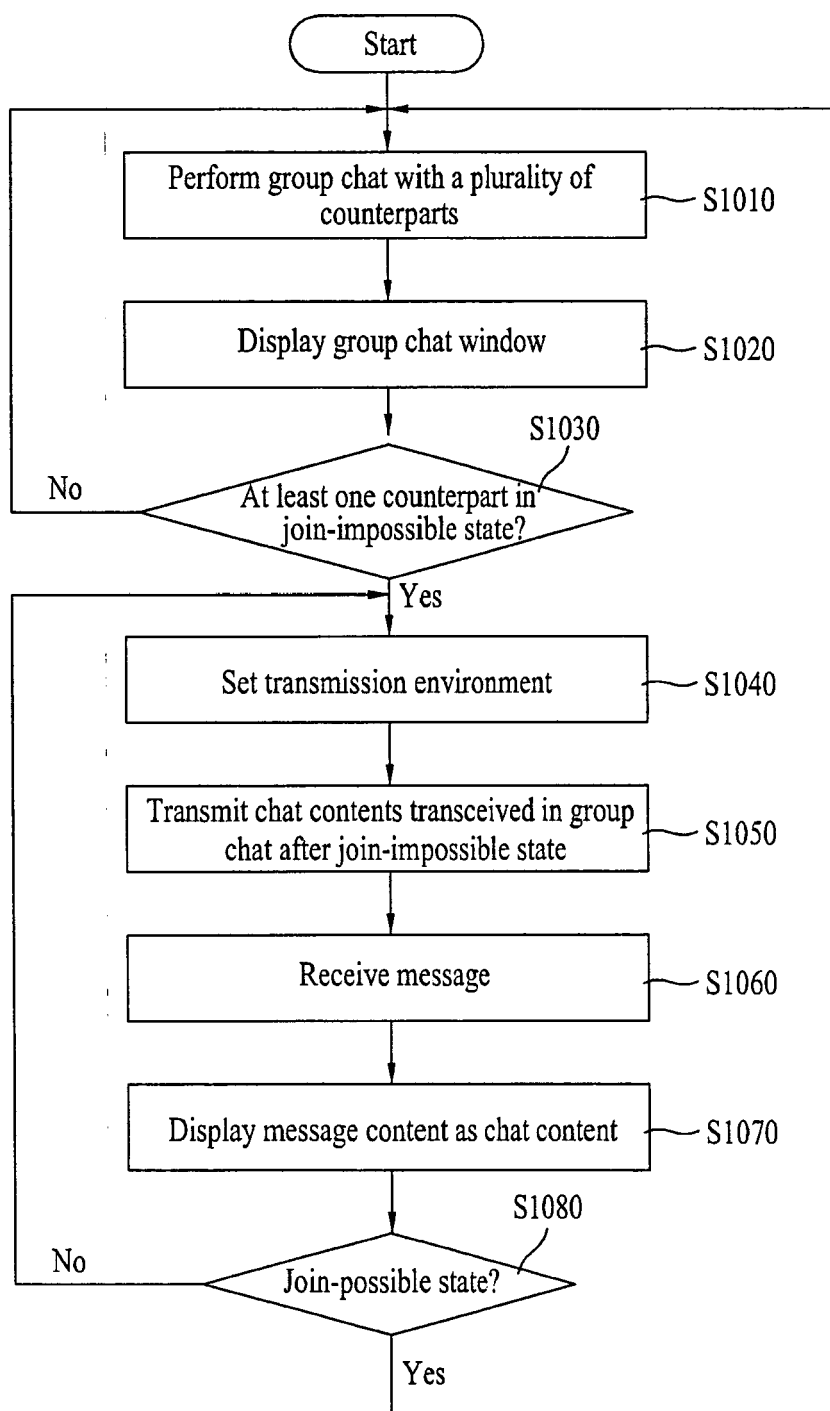 Start
Perform group chat with a plurality of
counterparts
S1010
Display group chat window
S1020
S1030
No
At least one counterpart in
join-impossible state?
Yes
Set transmission environment
S1040
Transmit chat contents transceived in group
chat after join-impossible state
S1050
Receive message
S1060
Display message content as chat content
S1070
S1080
No
Join-possible state?
Yes